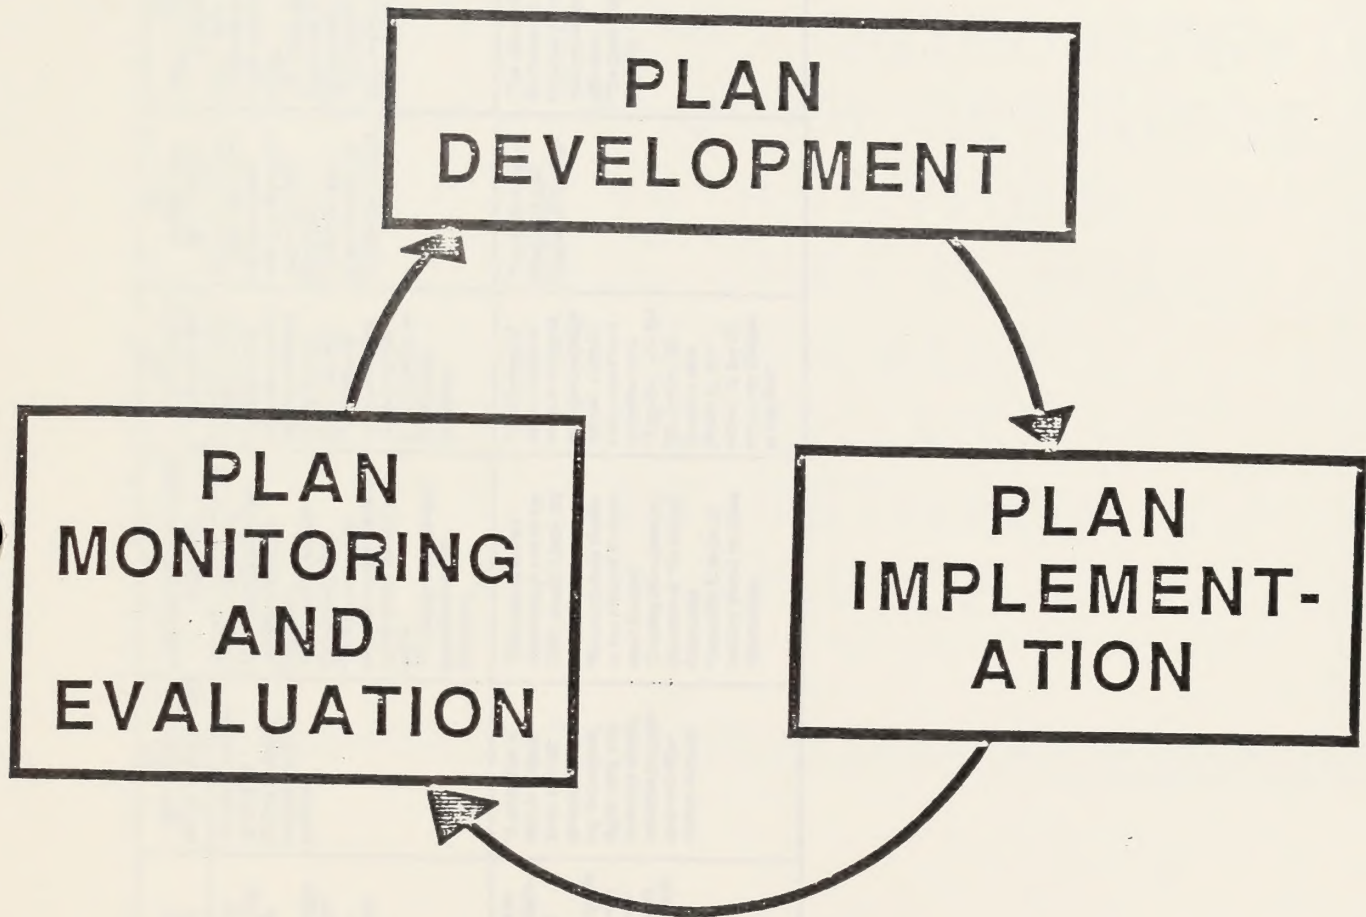 PLAN
DEVELOPMENT
PLAN
IMPLEMENT-
ATION
PLAN
MONITORING
AND
EVALUATION